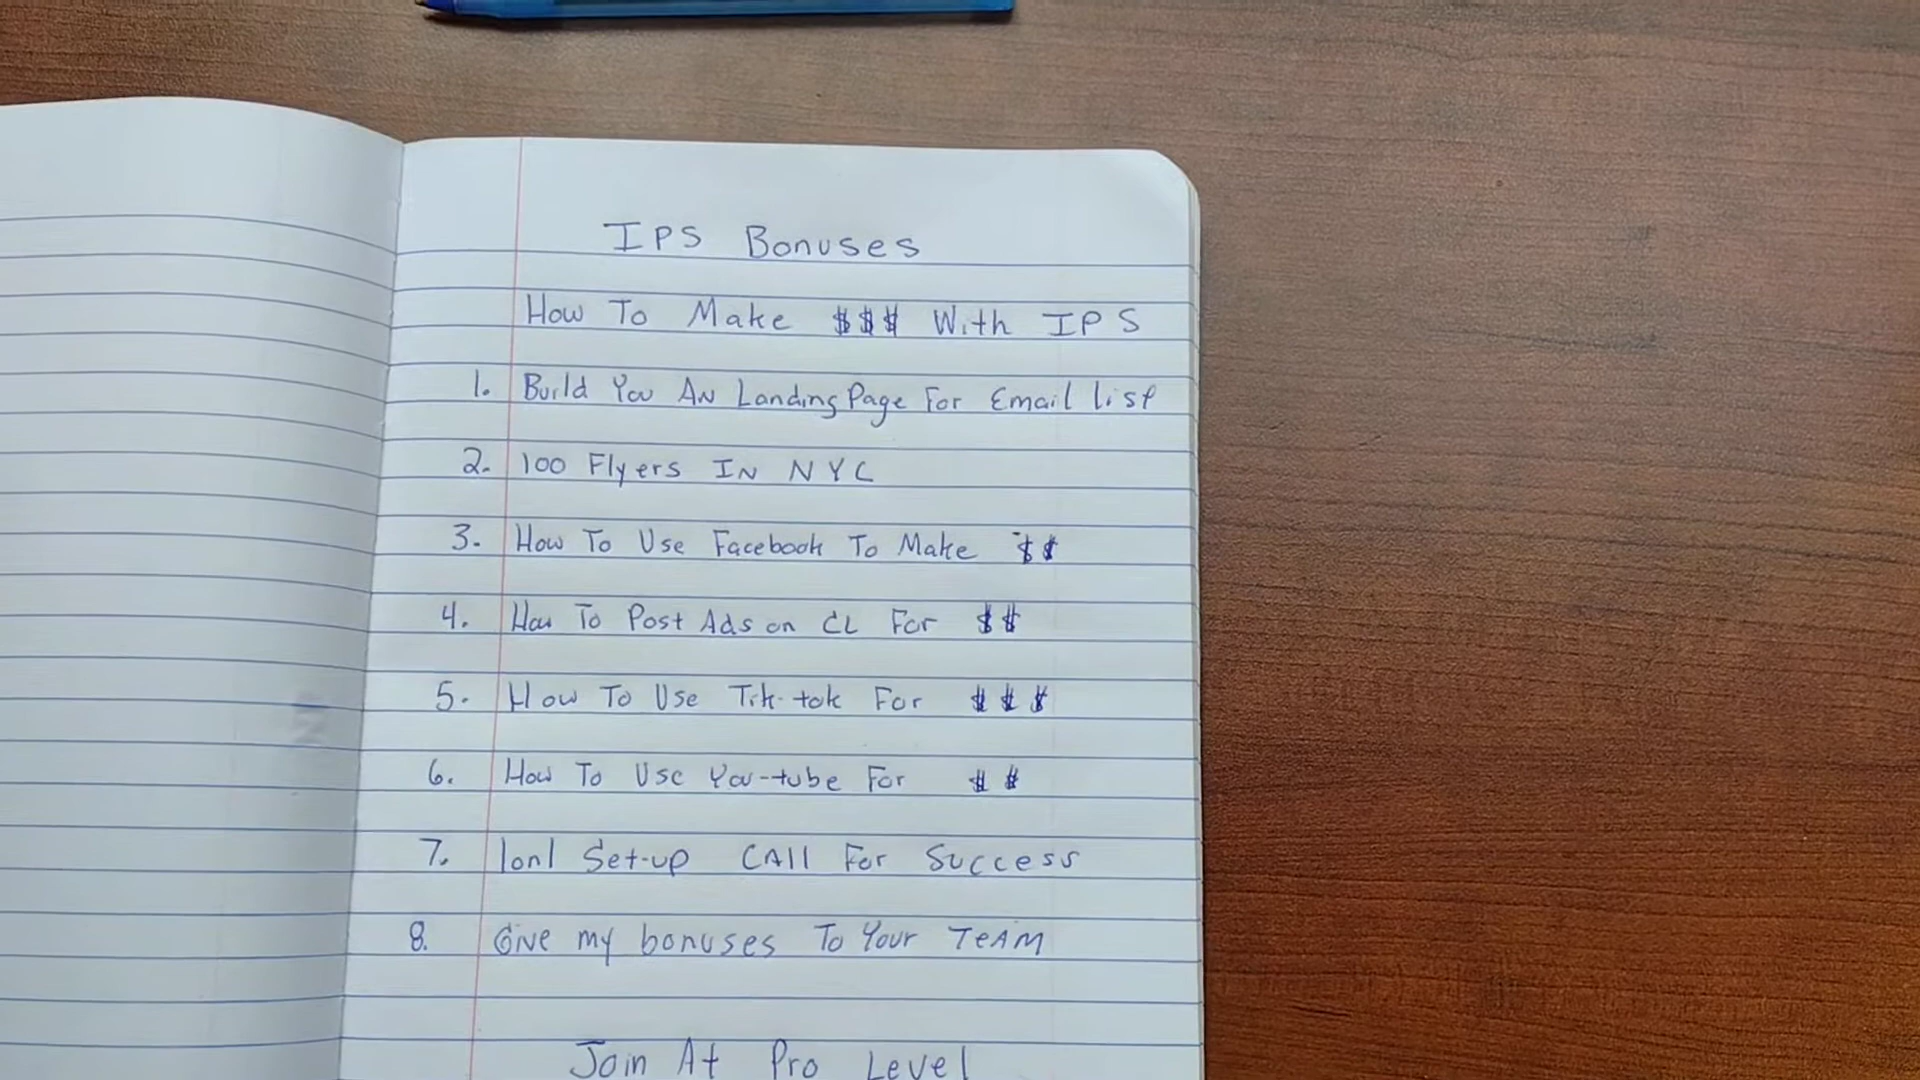 IPS Bonuses
How To Make $$$ With IPS
1. Build You An Landing Page For Email list
2. 100 Flyers IN NYC
3. How To Use Facebook To Make $$
4. How To Post Ads on CL For $$
5. How To Use Tik-tok For $$$
6. How To Use You-tube For $$
7. 1on1 Set-up CAll For Success
8. Give my bonuses To Your TEAM
Join At Pro Level